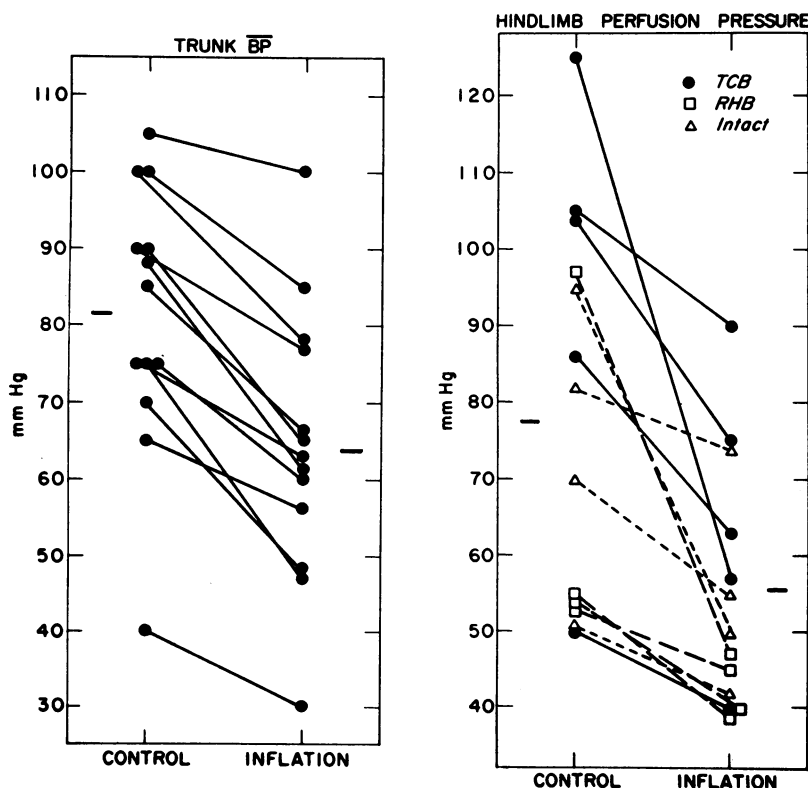 TRUNK BP
mm Hg
110
100
90
80
70
60
50
40
30
CONTROL INFLATION
HINDLIMB PERFUSION PRESSURE
TCB
RHB
Intact
mm Hg
120
110
100
90
80
70
60
50
40
CONTROL INFLATION